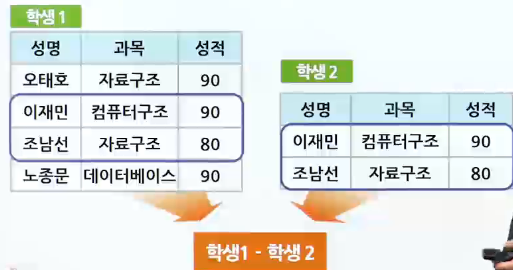 학생 1
성명 과목 성적
오태호 자료구조 90
이재민 컴퓨터구조 90
조남선 자료구조 80
노종문 데이터베이스 90
학생 2
성명 과목 성적
이재민 컴퓨터구조 90
조남선 자료구조 80
학생1 - 학생 2